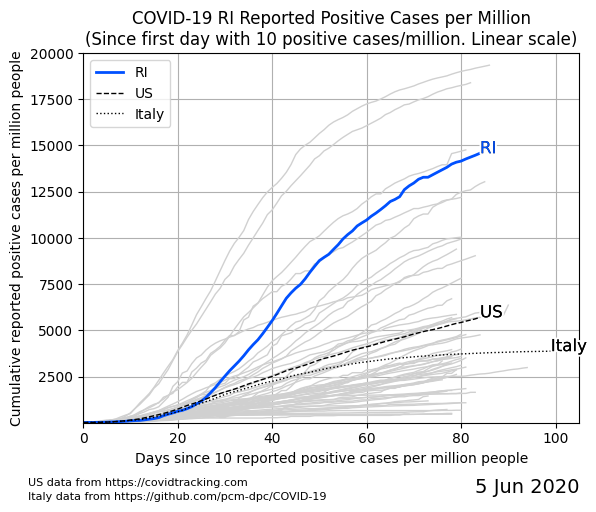 COVID-19 RI Reported Positive Cases per Million
(Since first day with 10 positive cases/million. Linear scale)
Cumulative reported positive cases per million people
20000
17500
15000
12500
10000
7500
5000
2500
RI
US
Italy
RI
US
Italy
0
20
40
60
80
100
Days since 10 reported positive cases per million people
US data from https://covidtracking.com
Italy data from https://github.com/pcm-dpc/COVID-19
5 Jun 2020